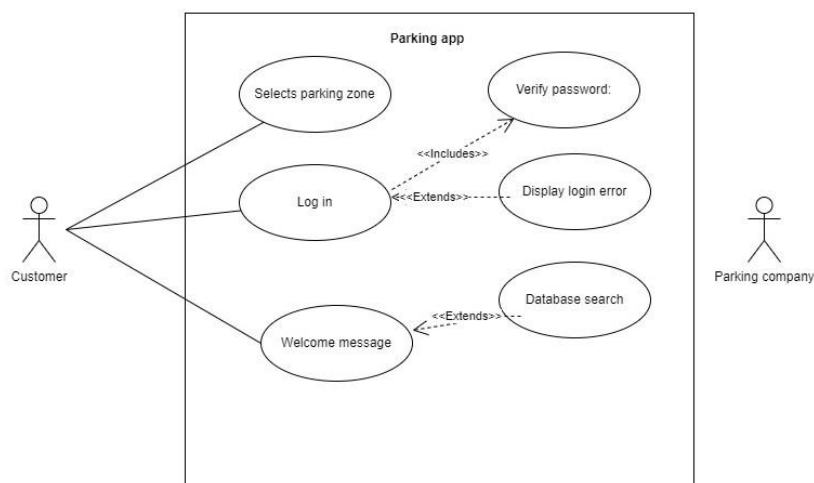 Parking app
Selects parking zone
Verify password:
<<Includes>>
Log in
<<Extends>>
Display login error
Customer
Parking company
Database search
<<Extends>>
Welcome message